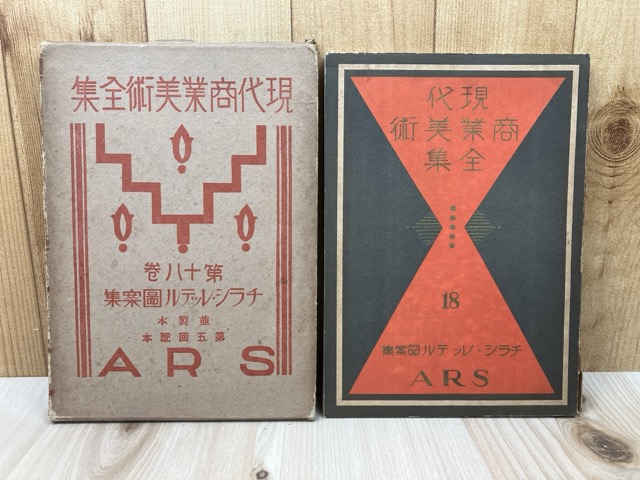 現代商業美術全集
第十八卷
チラシ・レッテル圖案集
並製本
第五回配本
ARS
現代
商業美術
全集
18
チラシ・レッテル圖案集
ARS